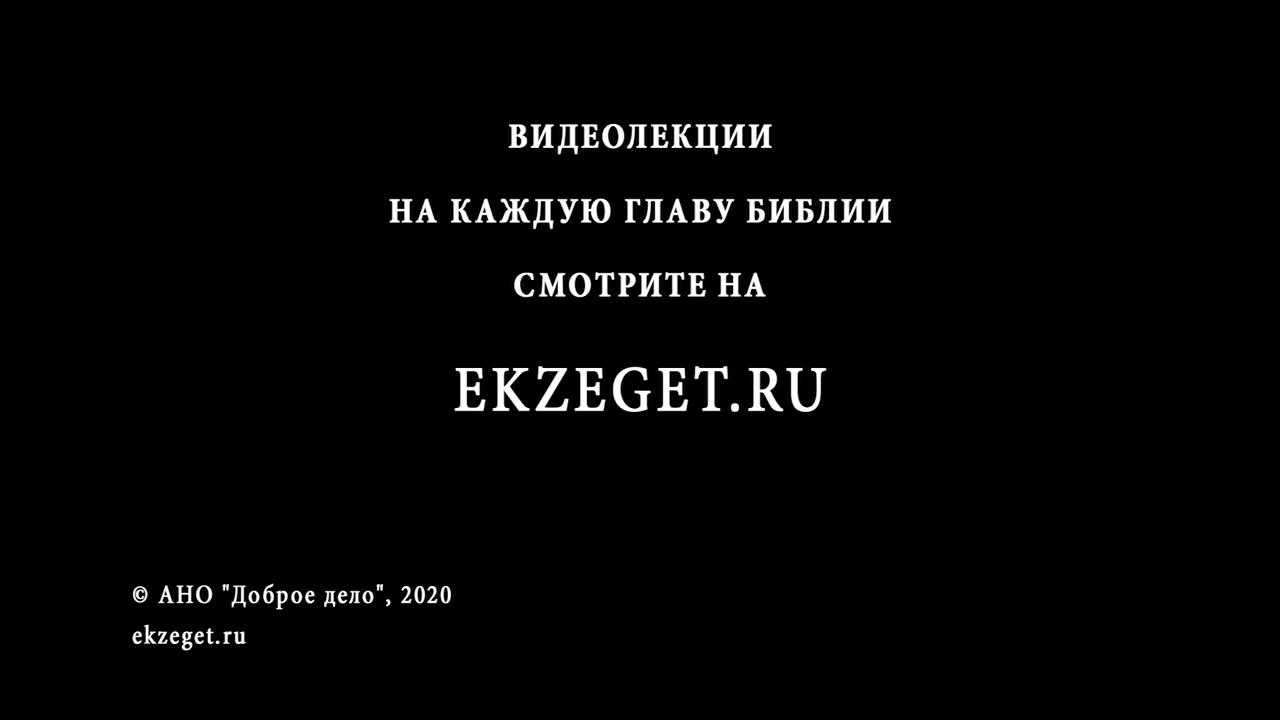 ВИДЕОЛЕКЦИИ
НА КАЖДУЮ ГЛАВУ БИБЛИИ
СМОТРИТЕ НА
EKZEGET.RU
© АНО "Доброе дело", 2020
ekzeget.ru